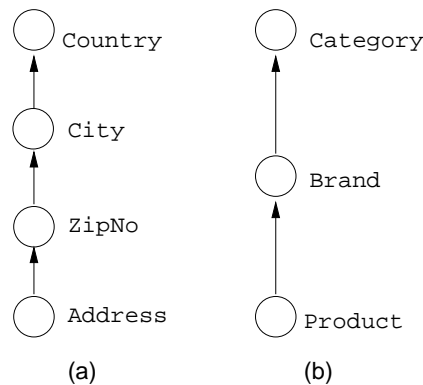 Country
City
ZipNo
Address
(a)
Category
Brand
Product
(b)